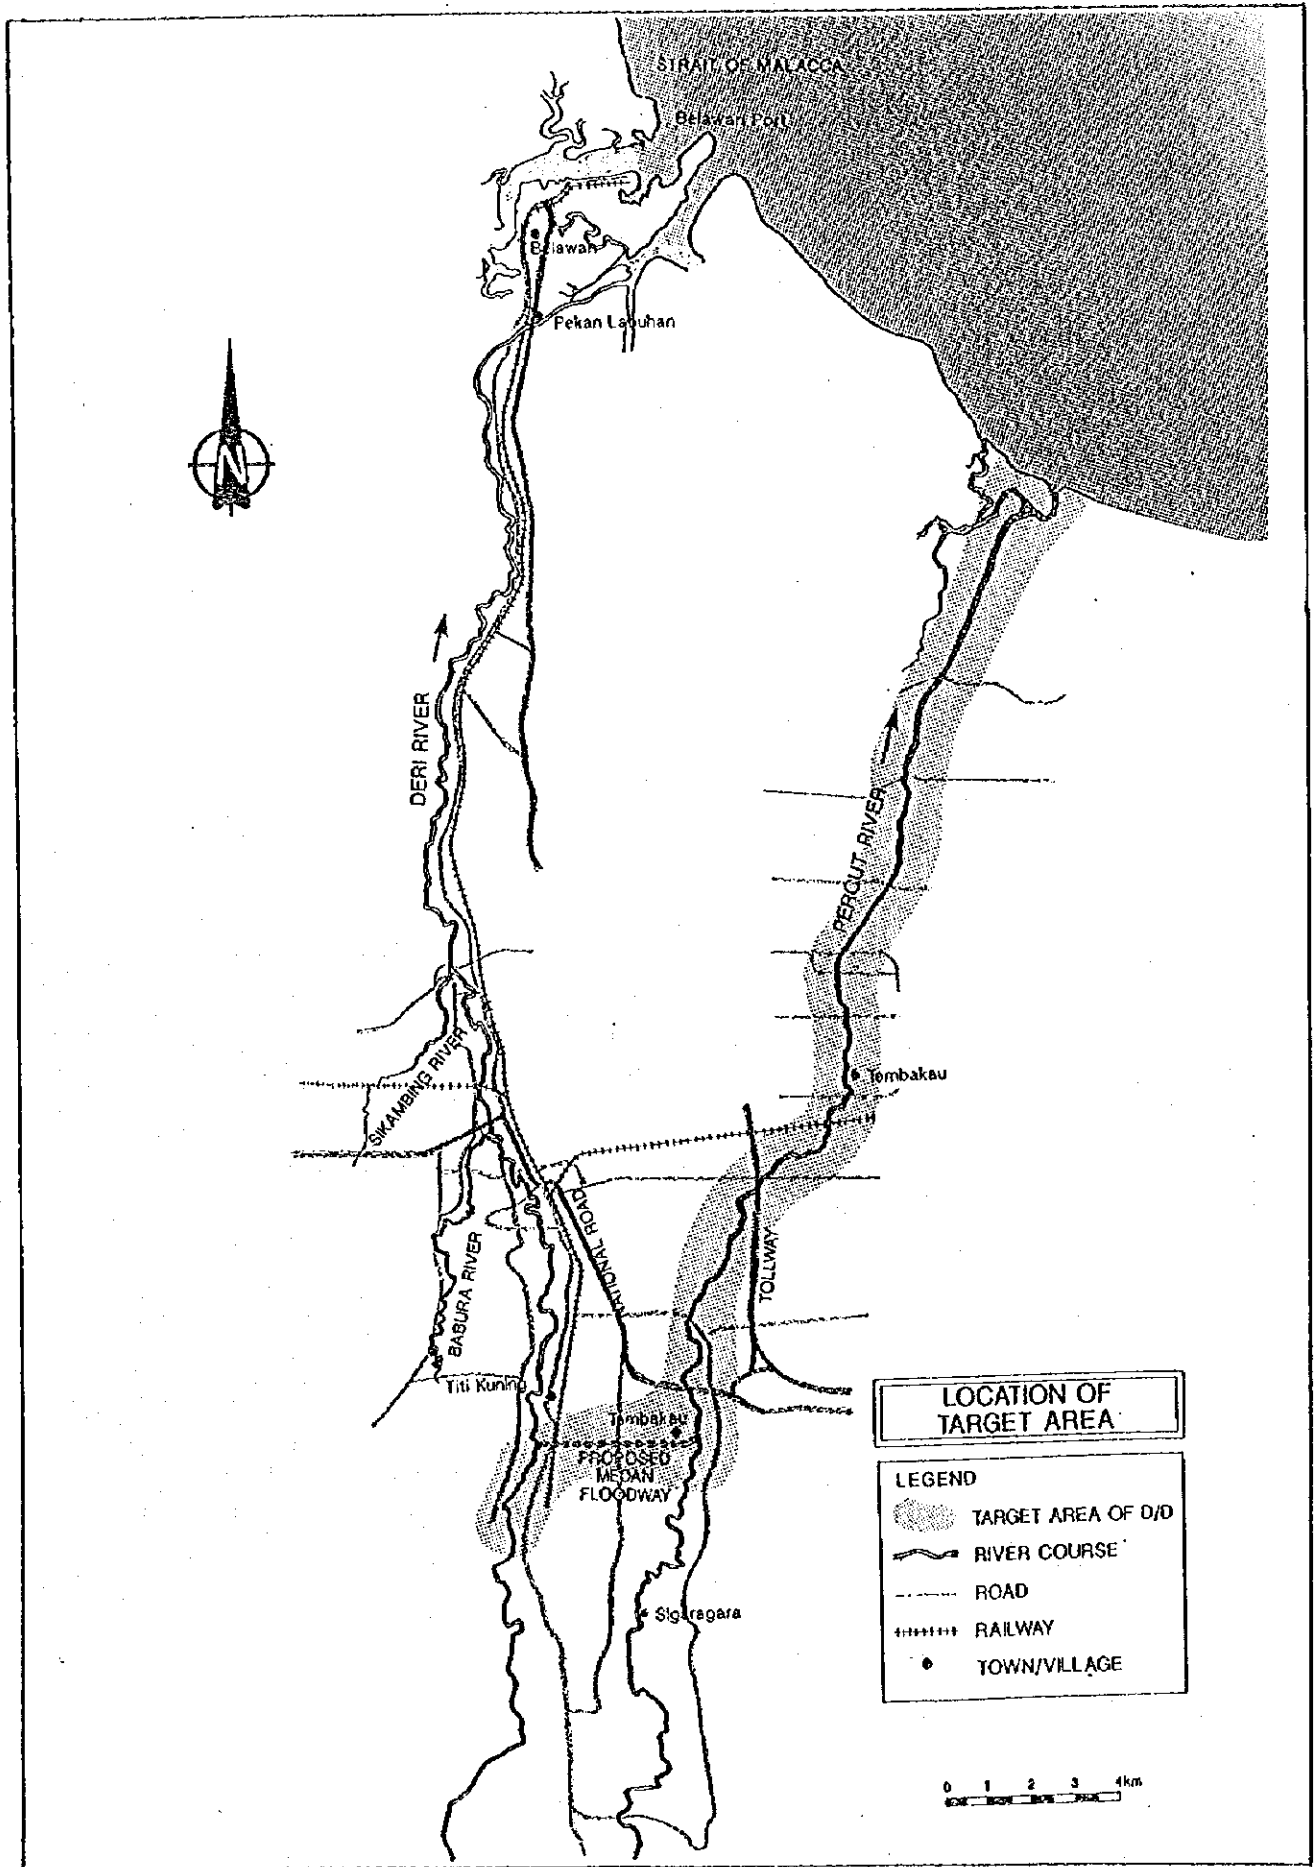 STRAIT OF MALACCA
Belawan Port
Belawan
Pekan Labuhan
N
DERI RIVER
PERCUT RIVER
SIKAMBING RIVER
Tombakau
NATIONAL ROAD
TOLLWAY
BABURA RIVER
Titi Kuning
Tombakau
PROPOSED
MEDAN
FLOODWAY
Sigaragara
LOCATION OF
TARGET AREA
LEGEND
TARGET AREA OF D/D
RIVER COURSE
ROAD
RAILWAY
TOWN/VILLAGE
0 1 2 3 4km